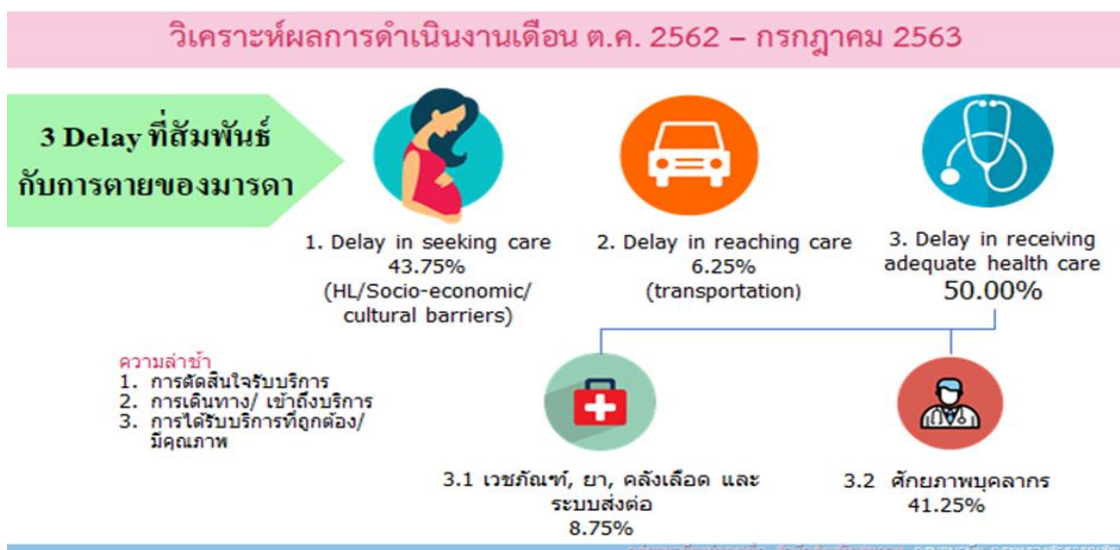 วิเคราะห์ผลการดำเนินงานเดือน ต.ค. 2562 – กรกฎาคม 2563
3 Delay ที่สัมพันธ์
กับการตายของมารดา
1. Delay in seeking care
43.75%
(HL/Socio-economic/
cultural barriers)
2. Delay in reaching care
6.25%
(transportation)
3. Delay in receiving
adequate health care
50.00%
ความล่าช้า
1. การตัดสินใจรับบริการ
2. การเดินทาง/ เข้าถึงบริการ
3. การได้รับบริการที่ถูกต้อง/
มีคุณภาพ
3.1 เวชภัณฑ์, ยา, คลังเลือด และ
ระบบส่งต่อ
8.75%
3.2 ศักยภาพบุคลากร
41.25%